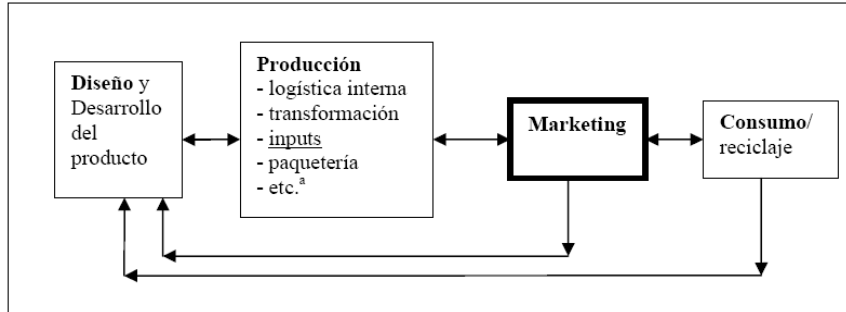 Diseño y
Desarrollo
del
producto
Producción
- logística interna
- transformación
- inputs
- paquetería
- etc.ª
Marketing
Consumo/
reciclaje